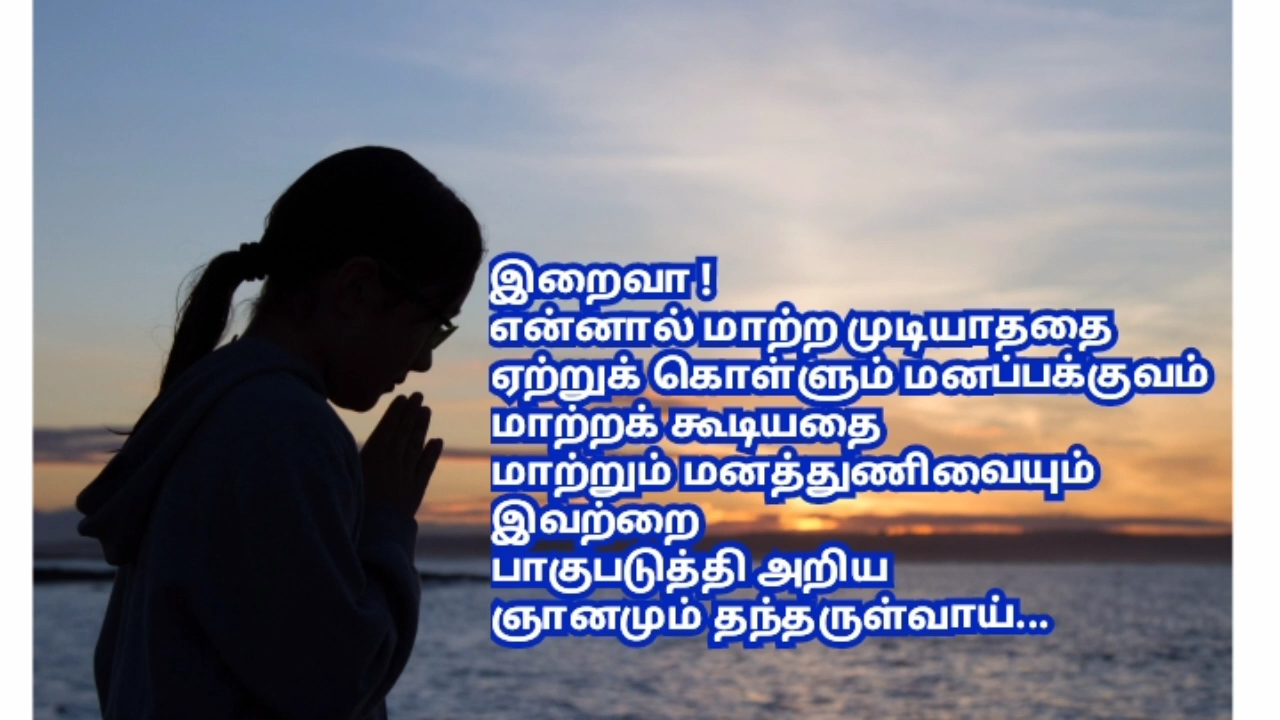 இறைவா !
என்னால் மாற்ற முடியாததை
ஏற்றுக் கொள்ளும் மனப்பக்குவம்
மாற்றக் கூடியதை
மாற்றும் மனத்துணிவையும்
இவற்றை
பாகுபடுத்தி அறிய
ஞானமும் தந்தருள்வாய்...